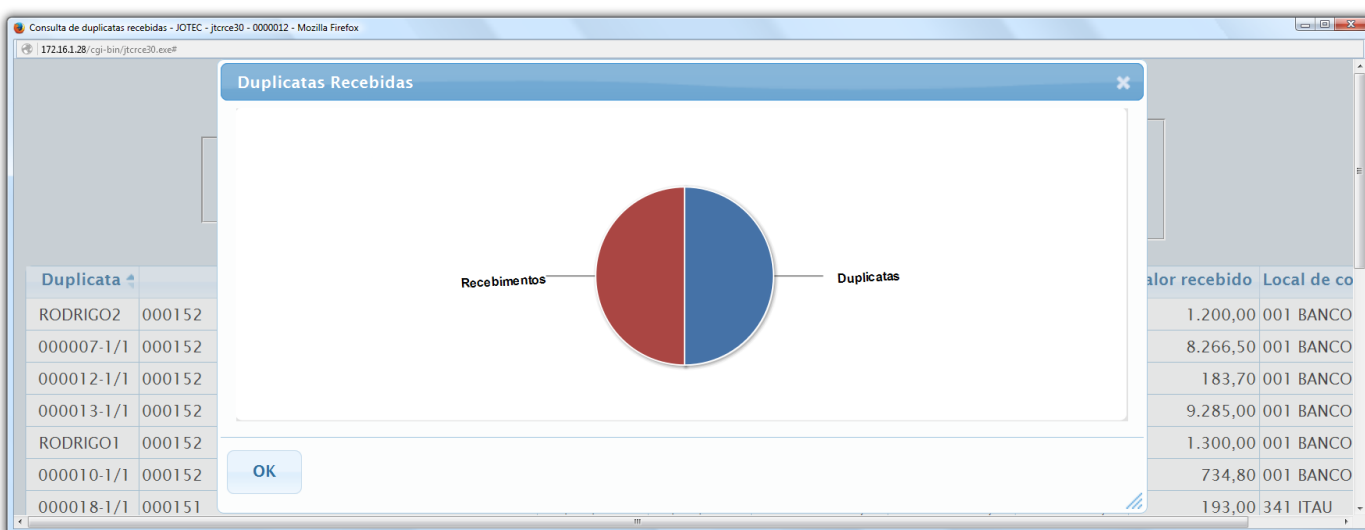 Consulta de duplicatas recebidas - JOTEC - jtcrce30 - 0000012 - Mozilla Firefox
172.16.1.28/cgi-bin/jtcrce30.exe#
Duplicatas Recebidas
Recebimentos
Duplicatas
Duplicata alor recebido Local de co
RODRIGO2 000152 1.200,00 001 BANCO
000007-1/1 000152 8.266,50 001 BANCO
000012-1/1 000152 183,70 001 BANCO
000013-1/1 000152 9.285,00 001 BANCO
RODRIGO1 000152 1.300,00 001 BANCO
000010-1/1 000152 734,80 001 BANCO
000018-1/1 000151 193,00 341 ITAU
OK